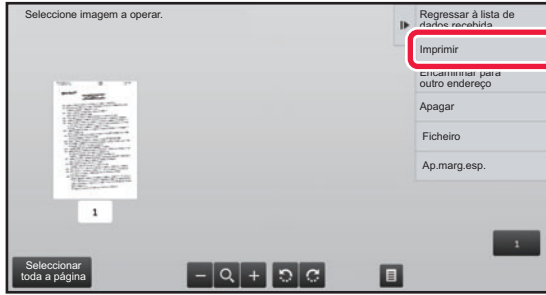 Seleccione imagem a operar.
Regressar à lista de
dados recebida
Imprimir
Encaminhar para
outro endereço
Apagar
Ficheiro
Ap.marg.esp.
1
1
Seleccionar
toda a página